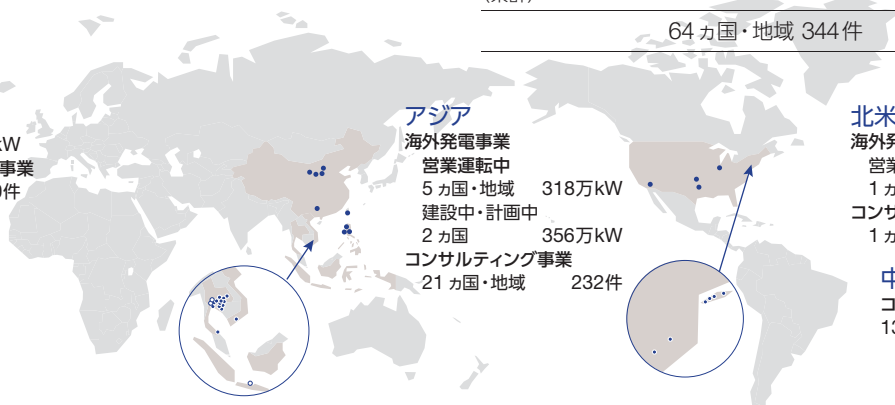 64ヵ国・地域 344件
kW
事業
件
アジア
海外発電事業
営業運転中
5ヵ国・地域 318万kW
建設中・計画中
2ヵ国 356万kW
コンサルティング事業
21ヵ国・地域 232件
北米
海外発
営業
1ヵ
コンサ
1ヵ
コ
13